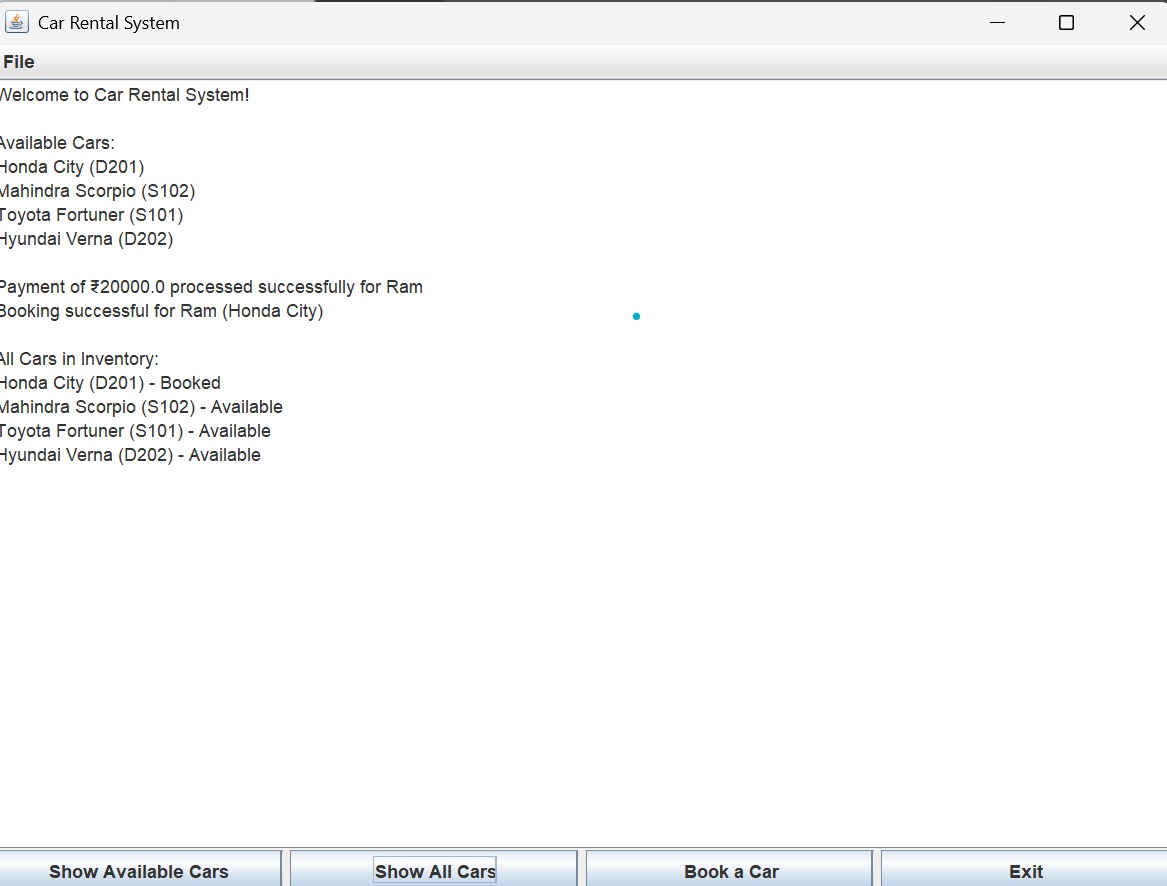 Car Rental System
File
Welcome to Car Rental System!
Available Cars:
Honda City (D201)
Mahindra Scorpio (S102)
Toyota Fortuner (S101)
Hyundai Verna (D202)
Payment of ₹20000.0 processed successfully for Ram
Booking successful for Ram (Honda City)
All Cars in Inventory:
Honda City (D201) - Booked
Mahindra Scorpio (S102) - Available
Toyota Fortuner (S101) - Available
Hyundai Verna (D202) - Available
Show Available Cars
Show All Cars
Book a Car
Exit